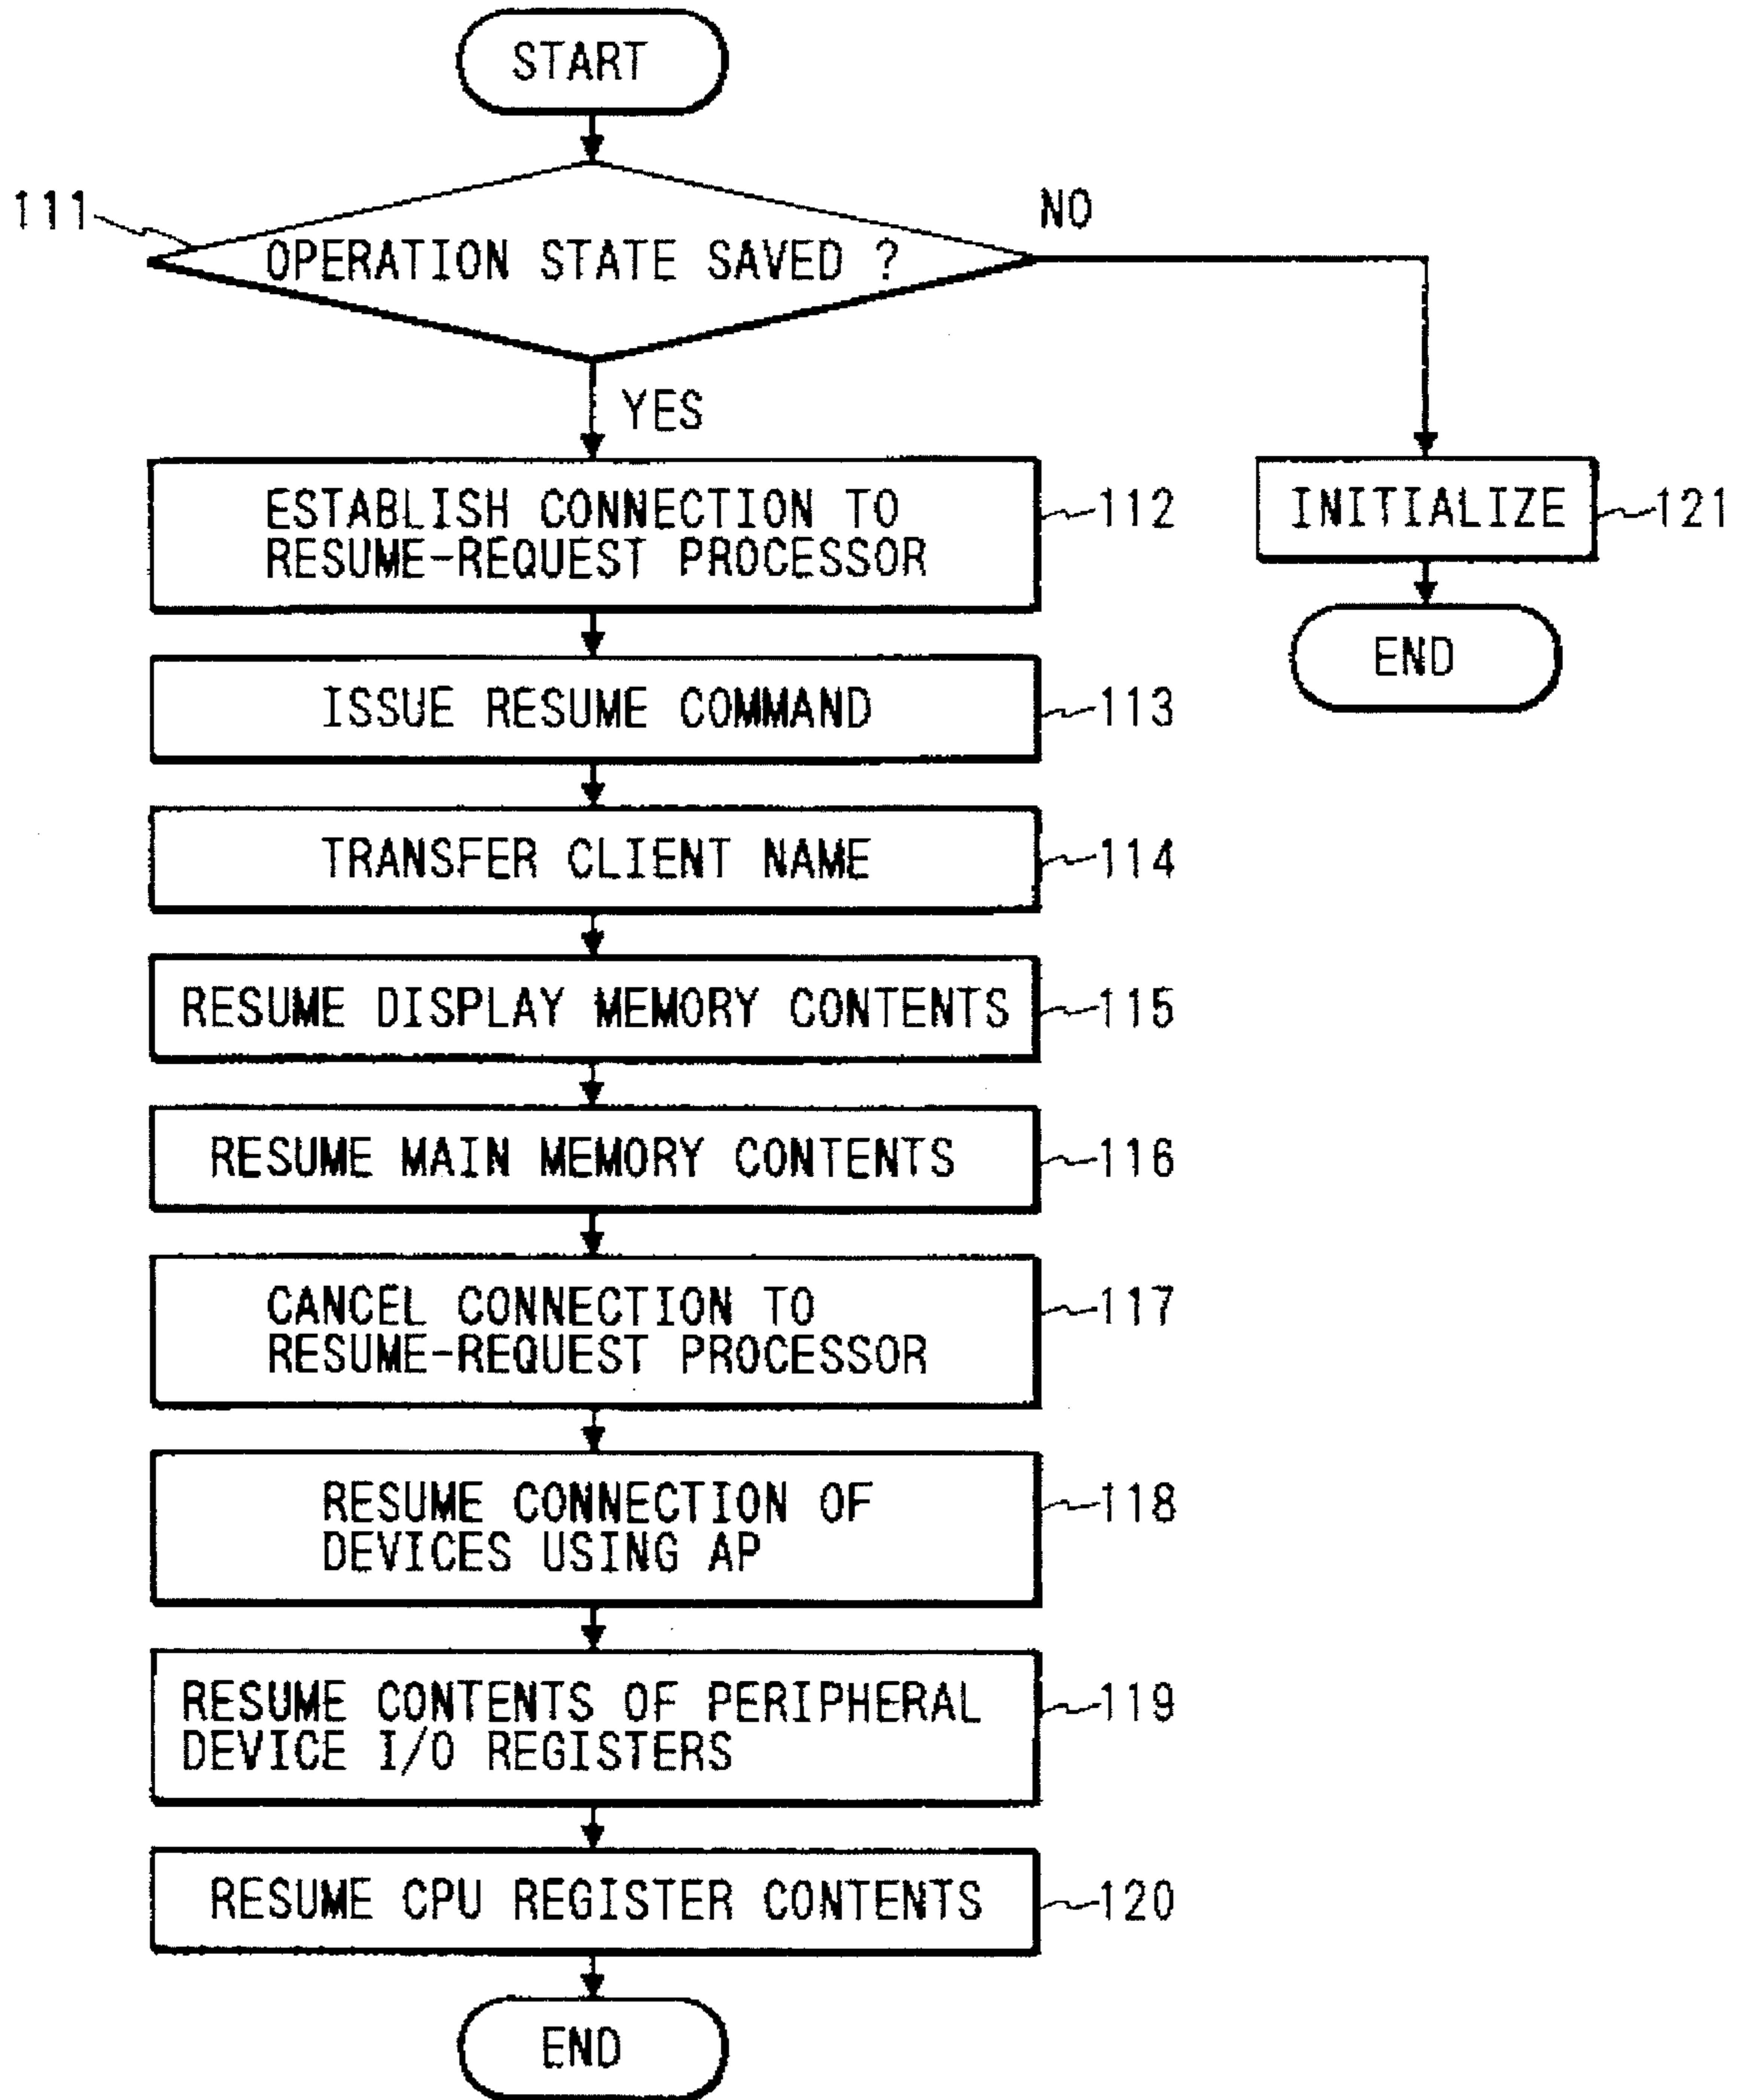 START
111
OPERATION STATE SAVED ?
NO
YES
ESTABLISH CONNECTION TO
RESUME-REQUEST PROCESSOR
112
INITIALIZE
121
END
ISSUE RESUME COMMAND
113
TRANSFER CLIENT NAME
114
RESUME DISPLAY MEMORY CONTENTS
115
RESUME MAIN MEMORY CONTENTS
116
CANCEL CONNECTION TO
RESUME-REQUEST PROCESSOR
117
RESUME CONNECTION OF
DEVICES USING AP
118
RESUME CONTENTS OF PERIPHERAL
DEVICE I/O REGISTERS
119
RESUME CPU REGISTER CONTENTS
120
END